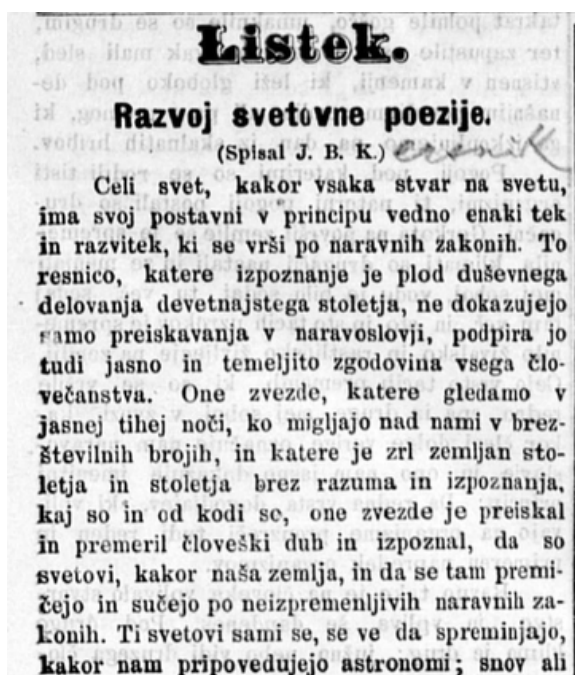 Listek.
Razvoj svetovne poezije.
(Spisal J. B. K.)
Celi svet, kakor vsaka stvar na svetu,
ima svoj postavni v principu vedno enaki tek
in razvitek, ki se vrši po naravnih zakonih. To
resnico, katere izpoznanje je plod duševnega
delovanja devetnajstega stoletja, ne dokazujejo
samo preiskavanja v naravoslovji, podpira jo
tudi jasno in temeljito zgodovina vsega člo-
večanstva. One zvezde, katere gledamo v
jasnej tihej noči, ko migljajo nad nami v brez-
številnih brojih, in katere je zrl zemljan sto-
letja in stoletja brez razuma in izpoznanja,
kaj so in od kodi se, one zvezde je preiskal
in premeril človeški duh in izpoznal, da so
svetovi, kakor naša zemlja, in da se tam premi-
čejo in sučejo po neizpremenljivih naravnih za-
konih. Ti svetovi sami se, se ve da spreminjajo,
kakor nam pripovedujejo astronomi; snov ali